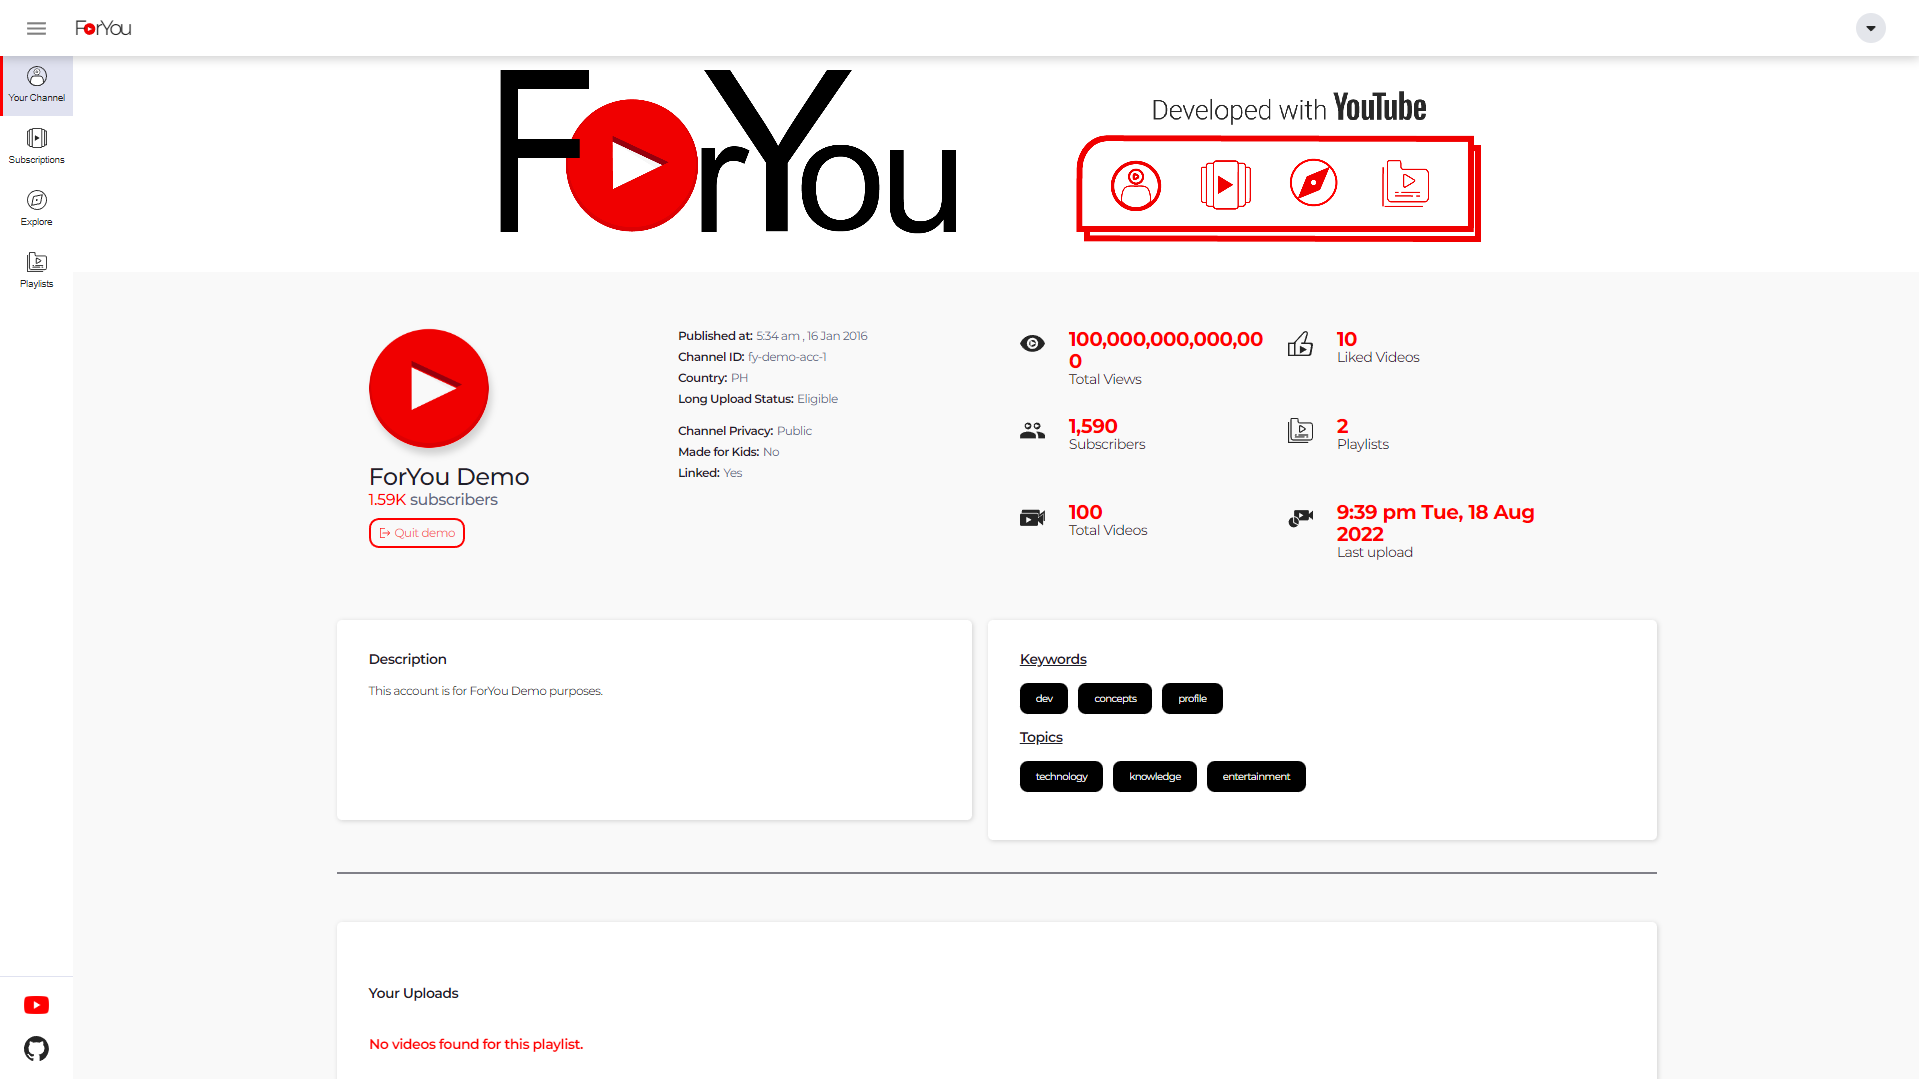 ForYou
Your Channel
Subscriptions
Explore
Playlists
ForYou
Developed with YouTube
ForYou Demo
1.59K subscribers
Quit demo
Published at: 5:34 am , 16 Jan 2016
Channel ID: fy-demo-acc-1
Country: PH
Long Upload Status: Eligible
Channel Privacy: Public
Made for Kids: No
Linked: Yes
100,000,000,000,00
0
Total Views
10
Liked Videos
1,590
Subscribers
2
Playlists
100
Total Videos
9:39 pm Tue, 18 Aug
2022
Last upload
Description
This account is for ForYou Demo purposes.
Keywords
dev concepts profile
Topics
technology knowledge entertainment
Your Uploads
No videos found for this playlist.